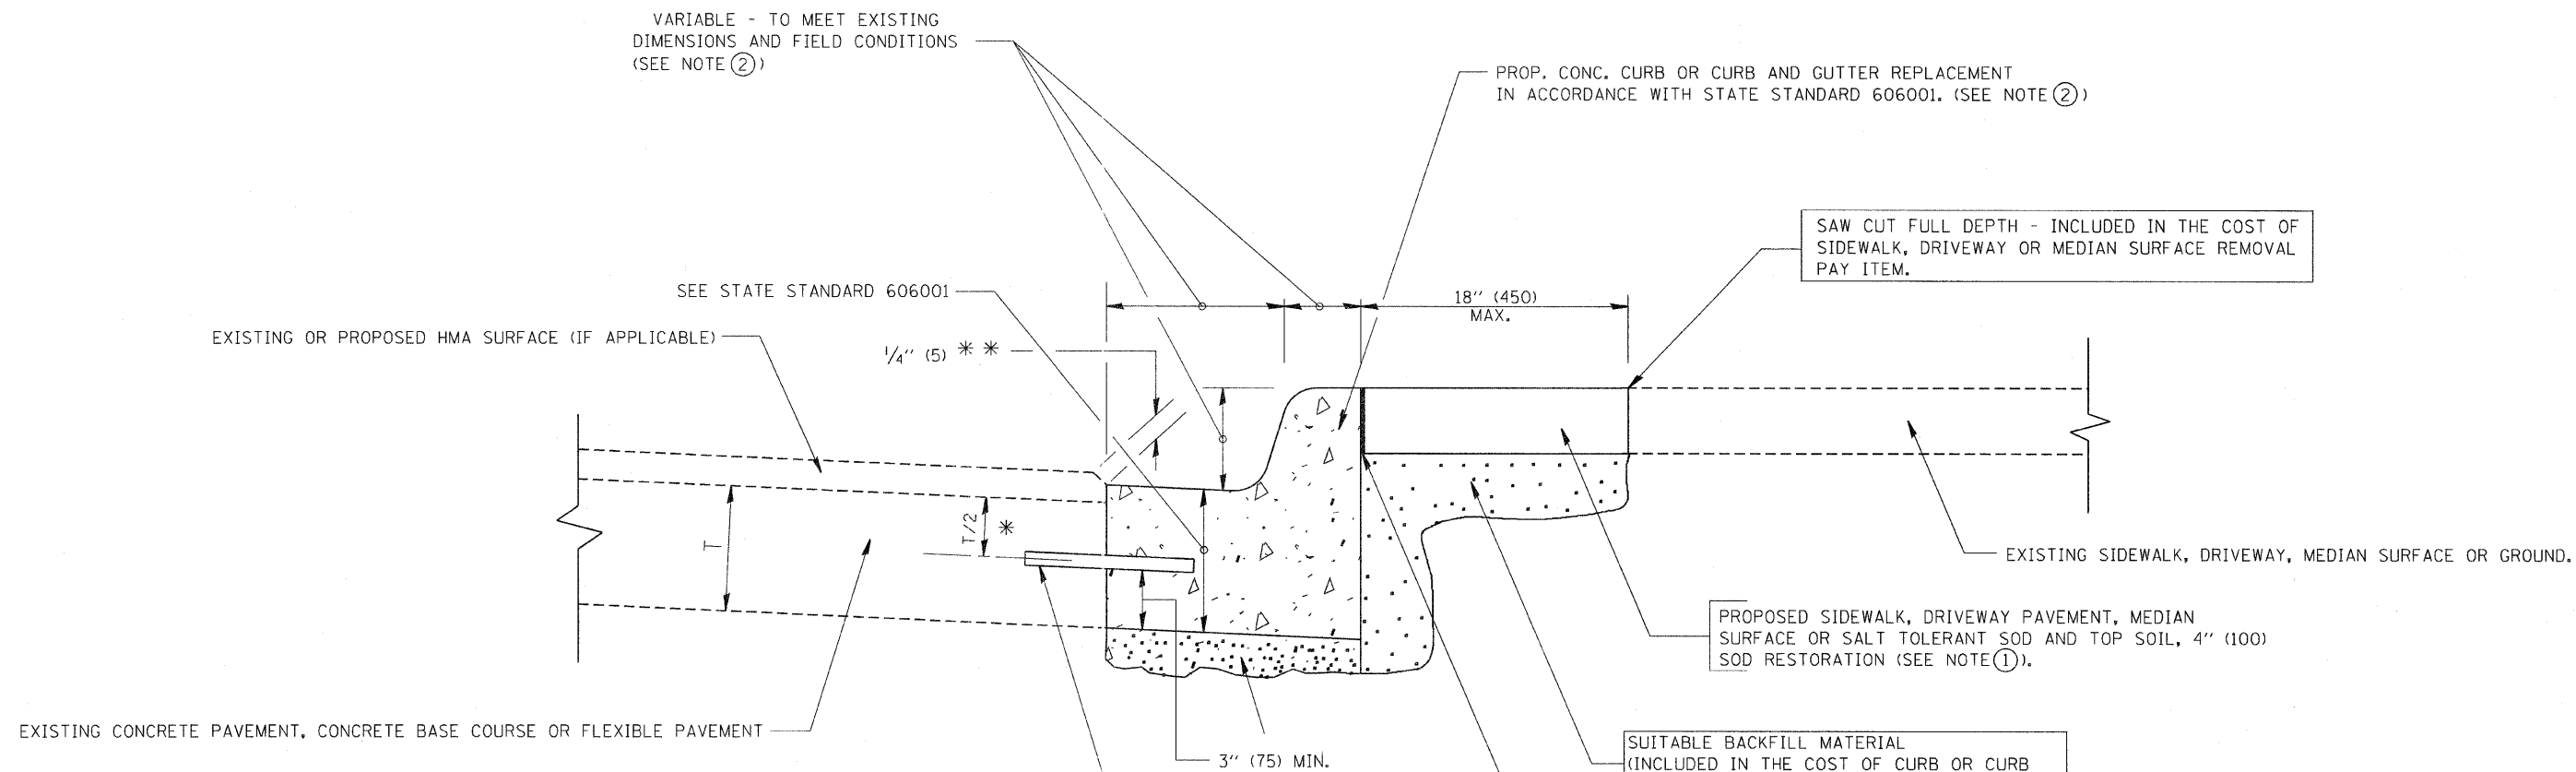 VARIABLE - TO MEET EXISTING
DIMENSIONS AND FIELD CONDITIONS
(SEE NOTE ②)
PROP. CONC. CURB OR CURB AND GUTTER REPLACEMENT
IN ACCORDANCE WITH STATE STANDARD 606001. (SEE NOTE ②)
SAW CUT FULL DEPTH - INCLUDED IN THE COST OF
SIDEWALK, DRIVEWAY OR MEDIAN SURFACE REMOVAL
PAY ITEM.
SEE STATE STANDARD 606001
18" (450)
MAX.
EXISTING OR PROPOSED HMA SURFACE (IF APPLICABLE)
1/4" (5) * *
T
T/2 *
EXISTING SIDEWALK, DRIVEWAY, MEDIAN SURFACE OR GROUND.
PROPOSED SIDEWALK, DRIVEWAY PAVEMENT, MEDIAN
SURFACE OR SALT TOLERANT SOD AND TOP SOIL, 4" (100)
SOD RESTORATION (SEE NOTE ①).
EXISTING CONCRETE PAVEMENT, CONCRETE BASE COURSE OR FLEXIBLE PAVEMENT
3" (75) MIN.
SUITABLE BACKFILL MATERIAL
(INCLUDED IN THE COST OF CURB OR CURB